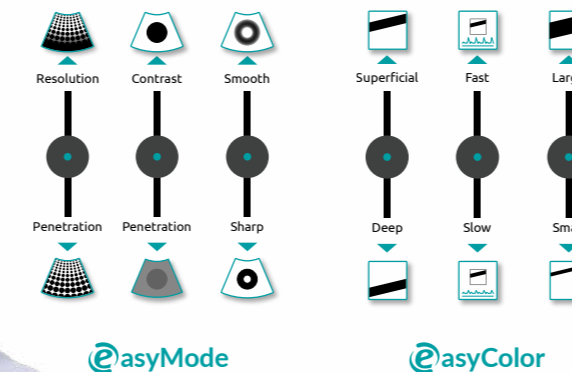 Resolution Contrast Smooth Superficial Fast
Penetration Penetration Sharp Deep Slow
easyMode easyColor